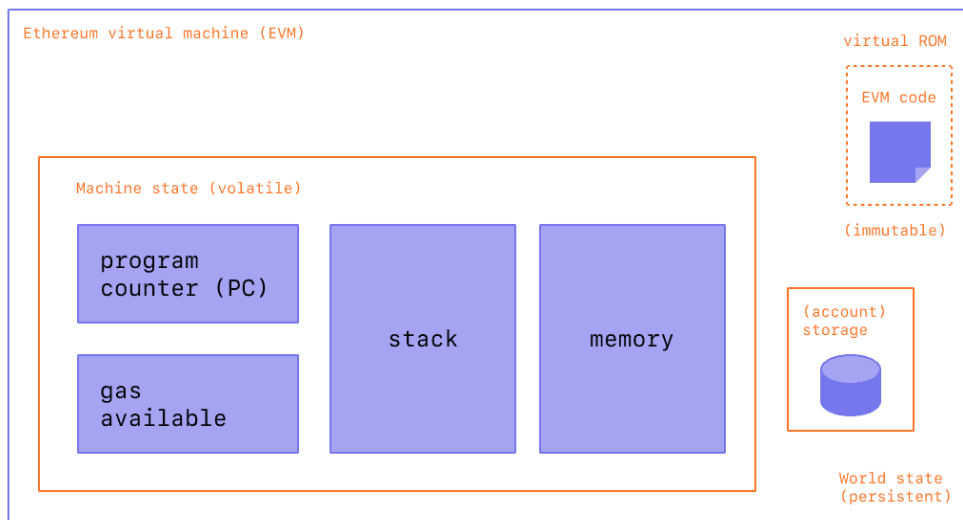 Ethereum virtual machine (EVM)
virtual ROM
EVM code
(immutable)
Machine state (volatile)
program
counter (PC)
gas
available
stack
memory
(account)
storage
World state
(persistent)